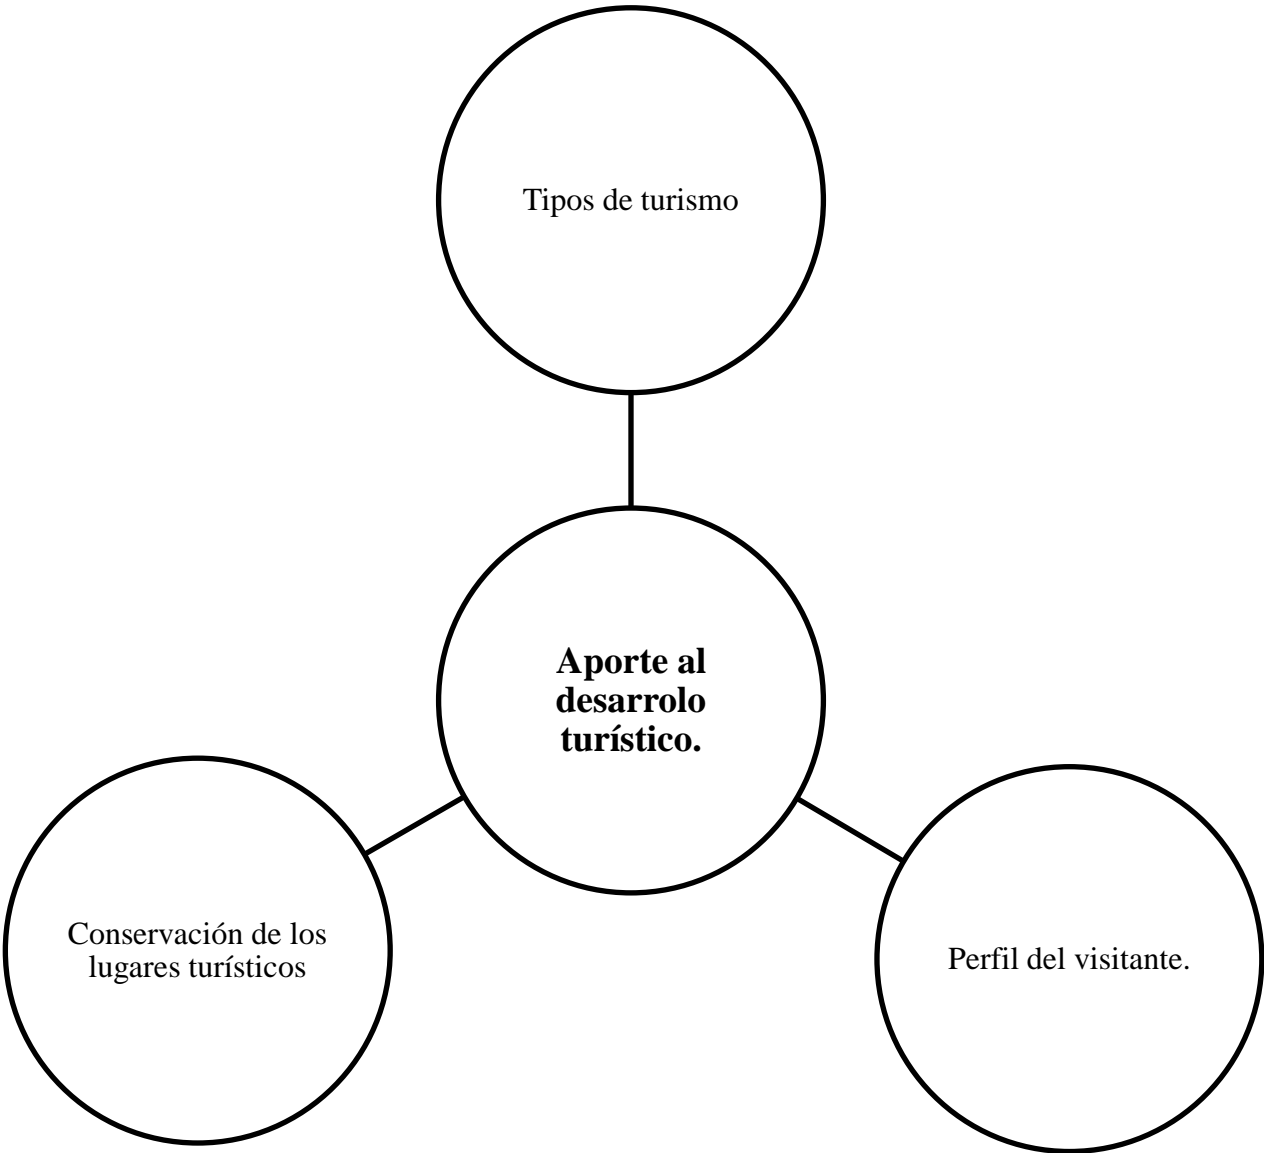 Tipos de turismo
Aporte al
desarrolo
turístico.
Conservación de los
lugares turísticos
Perfil del visitante.